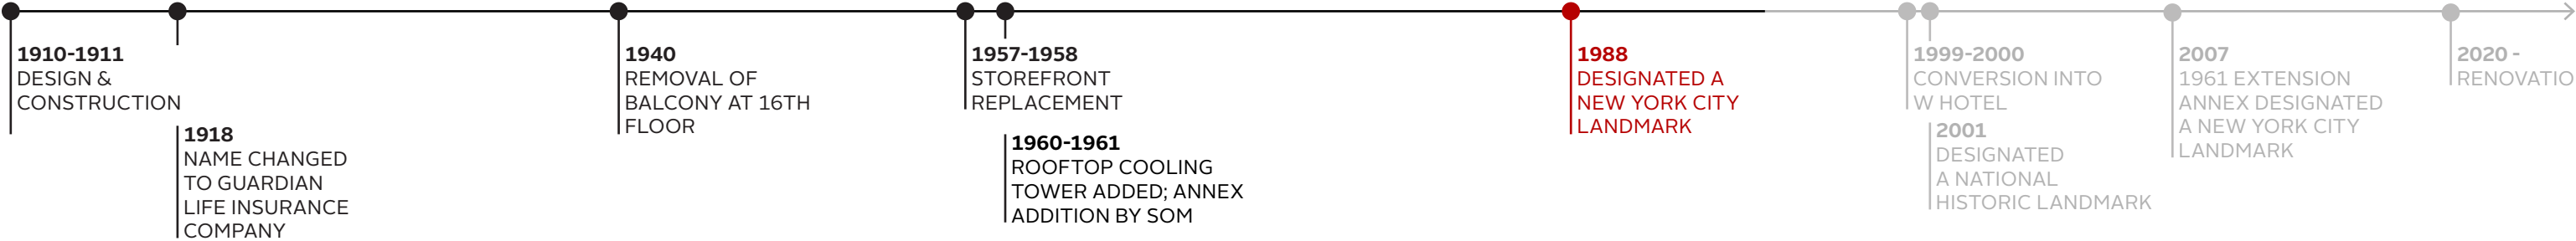 1910-1911
DESIGN &
CONSTRUCTION
1918
NAME CHANGED
TO GUARDIAN
LIFE INSURANCE
COMPANY
1940
REMOVAL OF
BALCONY AT 16TH
FLOOR
1957-1958
STOREFRONT
REPLACEMENT
1960-1961
ROOFTOP COOLING
TOWER ADDED; ANNEX
ADDITION BY SOM
1988
DESIGNATED A
NEW YORK CITY
LANDMARK
1999-2000
CONVERSION INTO
W HOTEL
2001
DESIGNATED
A NATIONAL
HISTORIC LANDMARK
2007
1961 EXTENSION
ANNEX DESIGNATED
A NEW YORK CITY
LANDMARK
2020 -
RENOVATIO